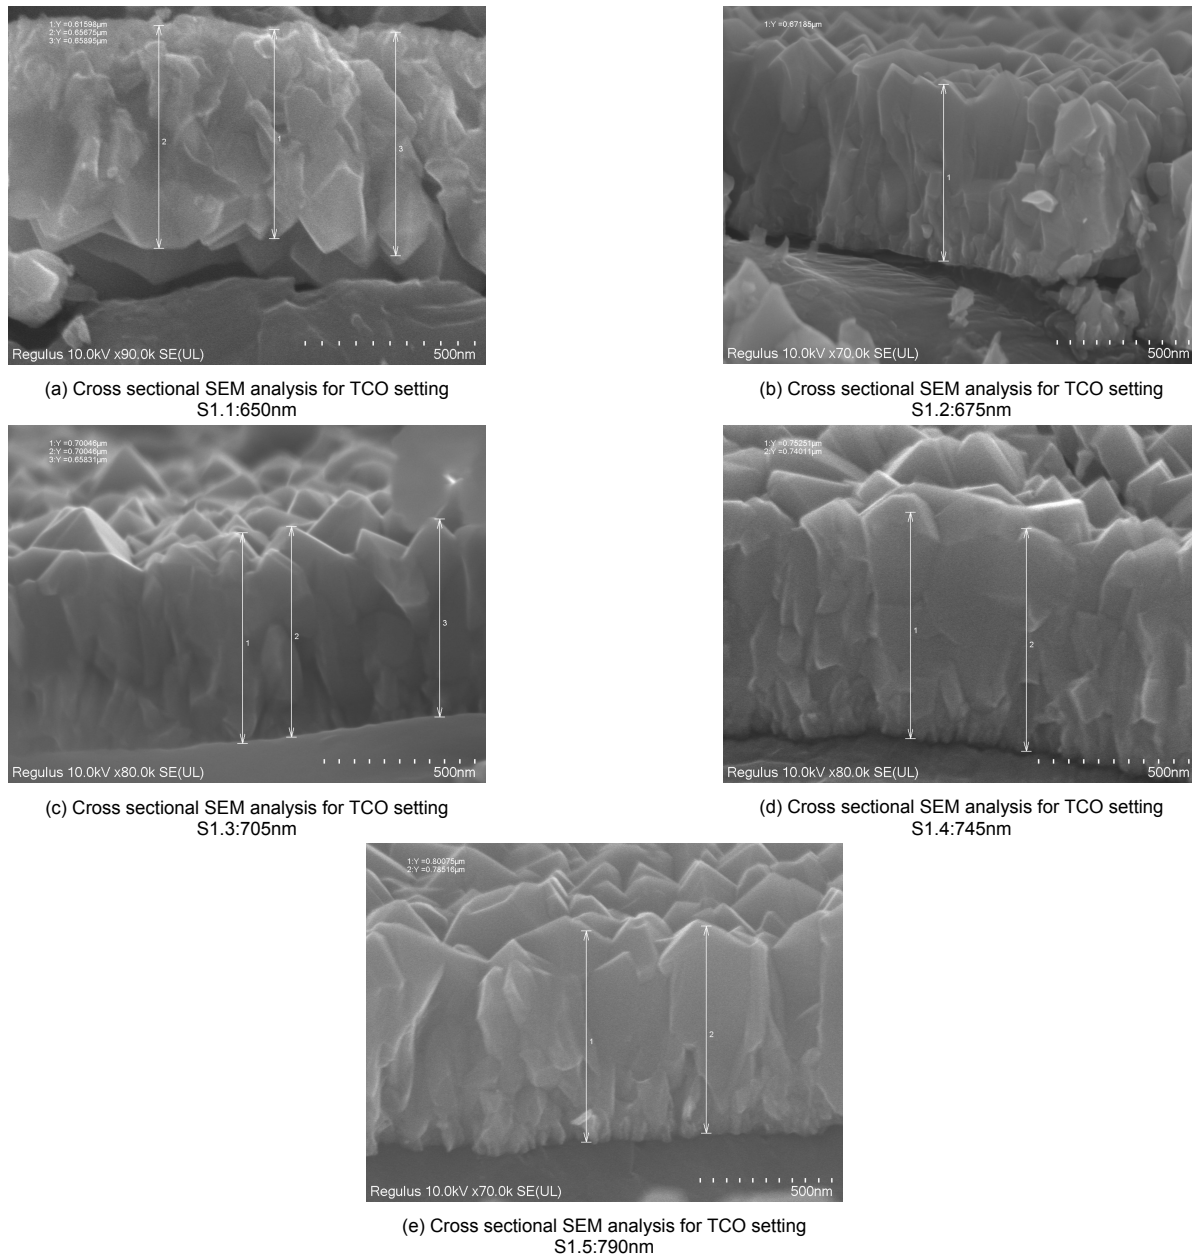 1:Y =0.61598µm
2:Y =0.65675µm
3:Y =0.65895µm
2
1
3
Regulus 10.0kV x90.0k SE(UL)
500nm
(a) Cross sectional SEM analysis for TCO setting
S1.1:650nm
1:Y =0.67185µm
1
Regulus 10.0kV x70.0k SE(UL)
500nm
(b) Cross sectional SEM analysis for TCO setting
S1.2:675nm
1:Y =0.70046µm
2:Y =0.70046µm
3:Y =0.65831µm
1
2
3
Regulus 10.0kV x80.0k SE(UL)
500nm
(c) Cross sectional SEM analysis for TCO setting
S1.3:705nm
1:Y =0.75251µm
2:Y =0.74011µm
1
2
Regulus 10.0kV x80.0k SE(UL)
500nm
(d) Cross sectional SEM analysis for TCO setting
S1.4:745nm
1:Y =0.80075µm
2:Y =0.78516µm
1
2
Regulus 10.0kV x70.0k SE(UL)
500nm
(e) Cross sectional SEM analysis for TCO setting
S1.5:790nm